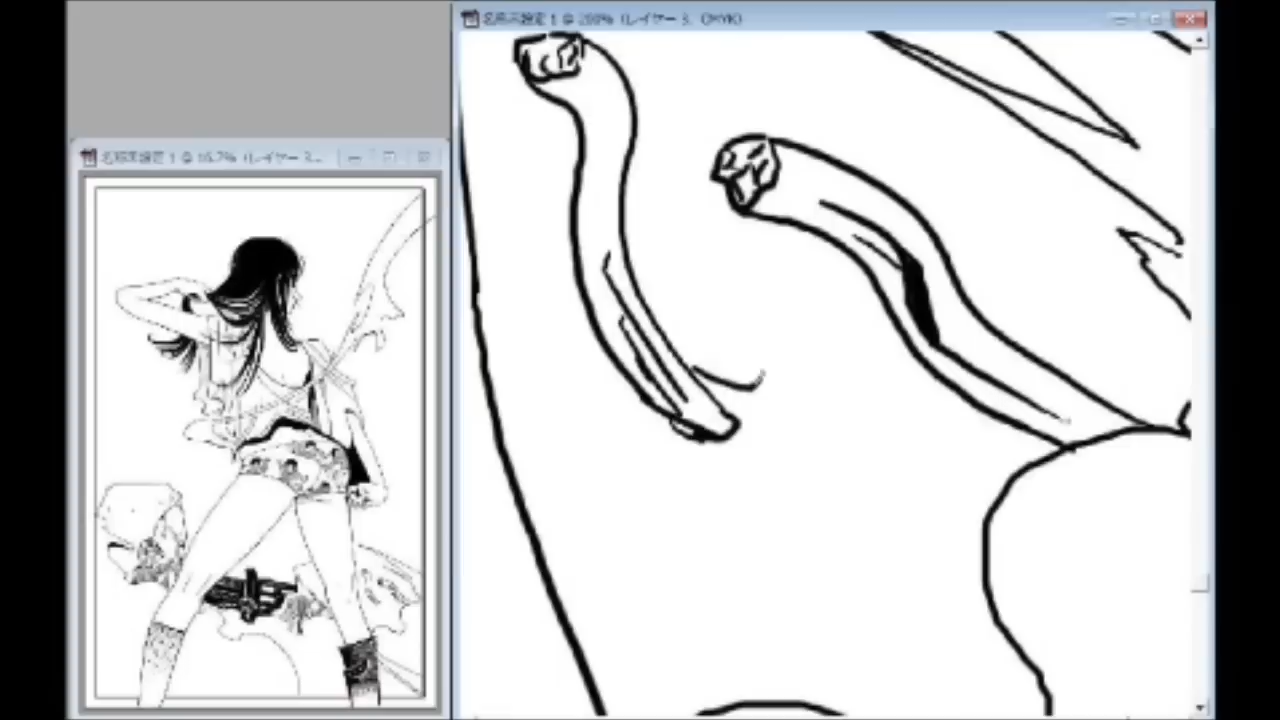 名称未設定 1 @ 200% (レイヤー 3, CMYK)
名称未設定 1 @ 16.7% (レイヤー 3...